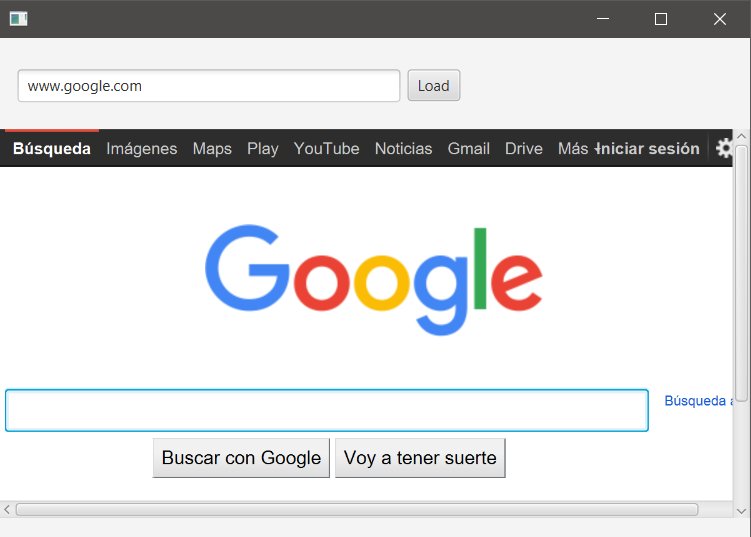 www.google.com Load
Búsqueda Imágenes Maps Play YouTube Noticias Gmail Drive Más Iniciar sesión
Google
Búsqueda
Buscar con Google Voy a tener suerte